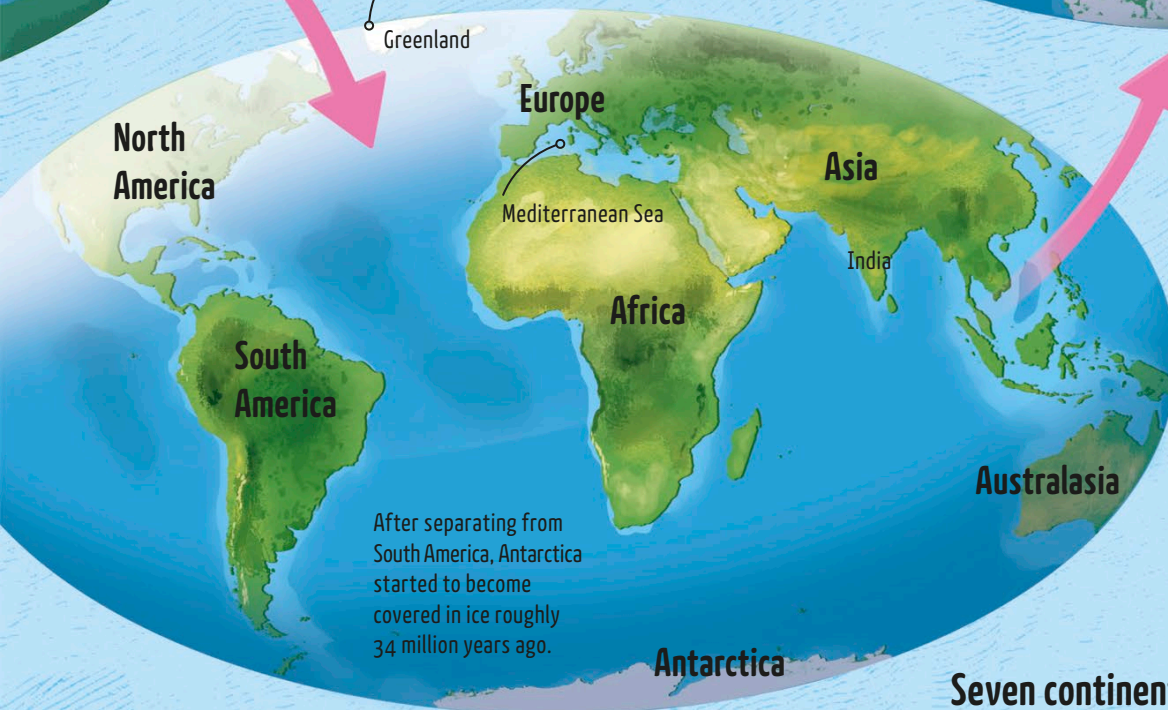 Greenland
Europe
North
America
Asia
Mediterranean Sea
India
Africa
South
America
Australasia
After separating from
South America, Antarctica
started to become
covered in ice roughly
34 million years ago.
Antarctica
Seven continen